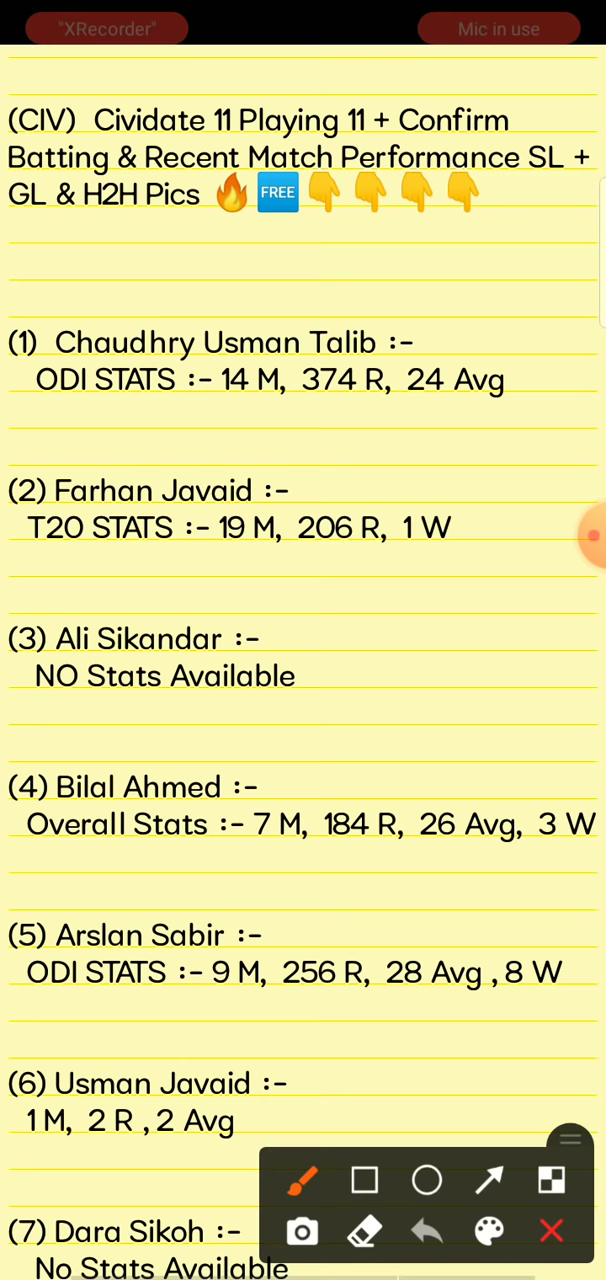 "XRecorder" Mic in use
(CIV) Cividate 11 Playing 11 + Confirm
Batting & Recent Match Performance SL +
GL & H2H Pics 🔥 🆓👇👇👇👇
(1) Chaudhry Usman Talib :-
ODI STATS :- 14 M, 374 R, 24 Avg
(2) Farhan Javaid :-
T20 STATS :- 19 M, 206 R, 1 W
(3) Ali Sikandar :-
NO Stats Available
(4) Bilal Ahmed :-
Overall Stats :- 7 M, 184 R, 26 Avg, 3 W
(5) Arslan Sabir :-
ODI STATS :- 9 M, 256 R, 28 Avg , 8 W
(6) Usman Javaid :-
1 M, 2 R , 2 Avg
(7) Dara Sikoh :-
No Stats Available